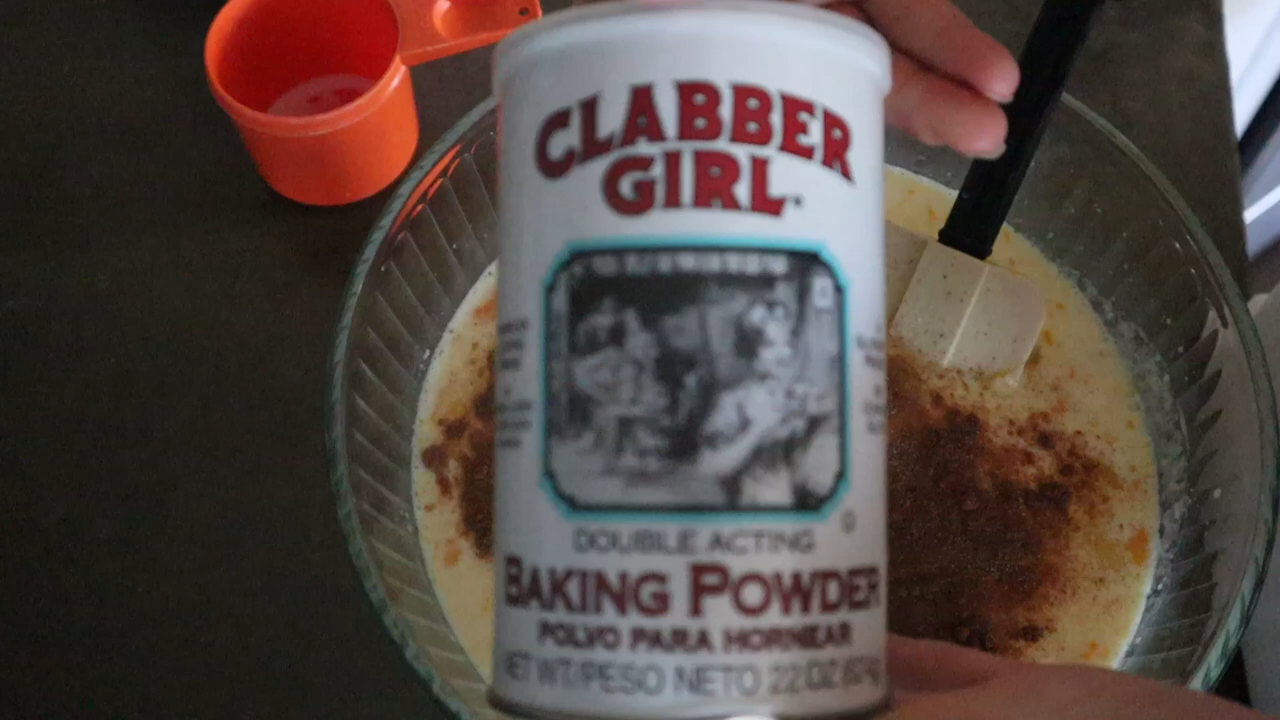 CLABBER
GIRL
DOUBLE ACTING
BAKING POWDER
POLVO PARA HORNEAR
NET WT/PESO NETO 22 OZ